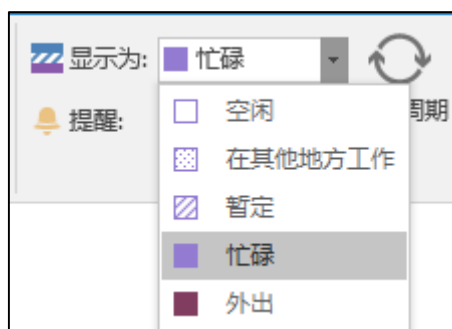 显示为: 忙碌
提醒:
周期
空闲
在其他地方工作
暂定
忙碌
外出